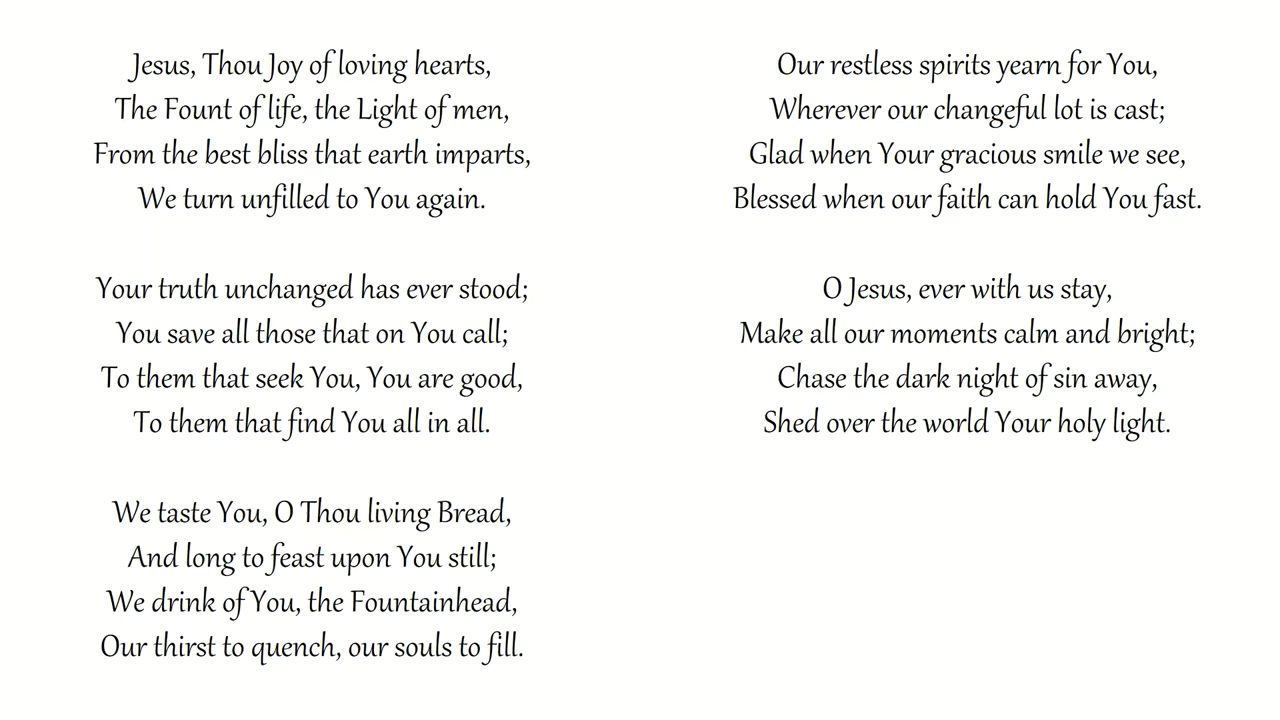 Jesus, Thou Joy of loving hearts,
The Fount of life, the Light of men,
From the best bliss that earth imparts,
We turn unfilled to You again.

Your truth unchanged has ever stood;
You save all those that on You call;
To them that seek You, You are good,
To them that find You all in all.

We taste You, O Thou living Bread,
And long to feast upon You still;
We drink of You, the Fountainhead,
Our thirst to quench, our souls to fill.

Our restless spirits yearn for You,
Wherever our changeful lot is cast;
Glad when Your gracious smile we see,
Blessed when our faith can hold You fast.

O Jesus, ever with us stay,
Make all our moments calm and bright;
Chase the dark night of sin away,
Shed over the world Your holy light.